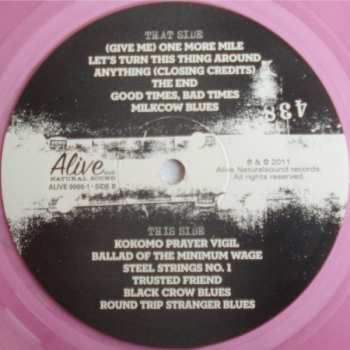 THAT SIDE
(GIVE ME) ONE MORE MILE
LET'S TURN THIS THING AROUND
ANYTHING (CLOSING CREDITS)
THE END
GOOD TIMES, BAD TIMES
MILKCOW BLUES
438
Alive
NATURAL SOUND
SIDE B
℗ & © 2011
Alive Naturalsound records.
All rights reserved.
THIS SIDE
KOKOMO PRAYER VIGIL
BALLAD OF THE MINIMUM WAGE
STEEL STRINGS NO. 1
TRUSTED FRIEND
BLACK CROW BLUES
ROUND TRIP STRANGER BLUES